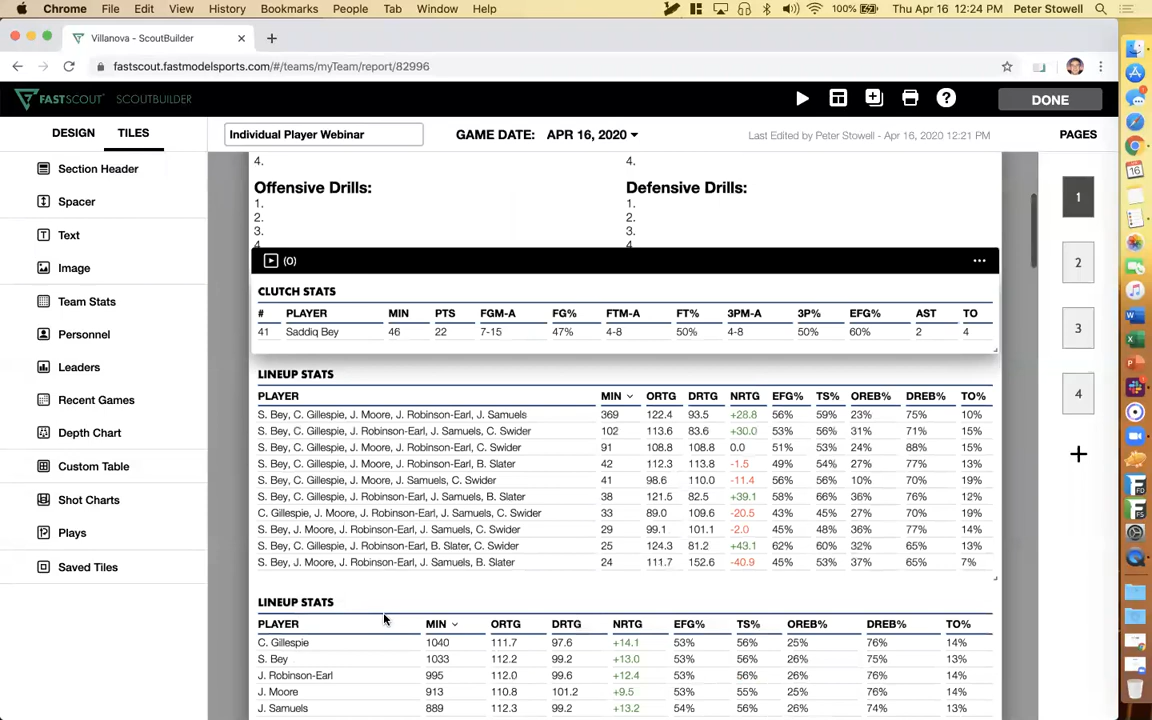 Chrome File Edit View History Bookmarks People Tab Window Help 100% Thu Apr 16 12:24 PM Peter Stowell
Villanova - ScoutBuilder
fastscout.fastmodelsports.com/#/teams/myTeam/report/82996
FASTSCOUT SCOUTBUILDER DONE
DESIGN TILES Individual Player Webinar GAME DATE: APR 16, 2020 Last Edited by Peter Stowell - Apr 16, 2020 12:21 PM PAGES
Section Header
Spacer
Text
Image
Team Stats
Personnel
Leaders
Recent Games
Depth Chart
Custom Table
Shot Charts
Plays
Saved Tiles
4. 4.
Offensive Drills: Defensive Drills:
1. 1.
2. 2.
3. 3.
4. 4.
(0) ...
CLUTCH STATS
# PLAYER MIN PTS FGM-A FG% FTM-A FT% 3PM-A 3P% EFG% AST TO
41 Saddiq Bey 46 22 7-15 47% 4-8 50% 4-8 50% 60% 2 4
LINEUP STATS
PLAYER MIN ORTG DRTG NRTG EFG% TS% OREB% DREB% TO%
S. Bey, C. Gillespie, J. Moore, J. Robinson-Earl, J. Samuels 369 122.4 93.5 +28.8 56% 59% 23% 75% 10%
S. Bey, C. Gillespie, J. Robinson-Earl, J. Samuels, C. Swider 102 113.6 83.6 +30.0 53% 56% 31% 71% 15%
S. Bey, C. Gillespie, J. Moore, J. Robinson-Earl, C. Swider 91 108.8 108.8 0.0 51% 53% 24% 88% 15%
S. Bey, C. Gillespie, J. Moore, J. Robinson-Earl, B. Slater 42 112.3 113.8 -1.5 49% 54% 27% 77% 13%
S. Bey, C. Gillespie, J. Moore, J. Samuels, C. Swider 41 98.6 110.0 -11.4 56% 56% 10% 70% 19%
S. Bey, C. Gillespie, J. Robinson-Earl, J. Samuels, B. Slater 38 121.5 82.5 +39.1 58% 66% 36% 76% 12%
C. Gillespie, J. Moore, J. Robinson-Earl, J. Samuels, C. Swider 33 89.0 109.6 -20.5 43% 45% 27% 70% 19%
S. Bey, J. Moore, J. Robinson-Earl, J. Samuels, C. Swider 29 99.1 101.1 -2.0 45% 48% 36% 77% 14%
S. Bey, C. Gillespie, J. Robinson-Earl, B. Slater, C. Swider 25 124.3 81.2 +43.1 62% 60% 32% 65% 13%
S. Bey, J. Moore, J. Robinson-Earl, J. Samuels, B. Slater 24 111.7 152.6 -40.9 45% 53% 37% 65% 7%
LINEUP STATS
PLAYER MIN ORTG DRTG NRTG EFG% TS% OREB% DREB% TO%
C. Gillespie 1040 111.7 97.6 +14.1 53% 56% 25% 76% 14%
S. Bey 1033 112.2 99.2 +13.0 53% 56% 26% 75% 13%
J. Robinson-Earl 995 112.0 99.6 +12.4 53% 56% 26% 76% 14%
J. Moore 913 110.8 101.2 +9.5 53% 55% 25% 76% 14%
J. Samuels 889 112.3 99.2 +13.2 54% 56% 26% 74% 13%
1
2
3
4